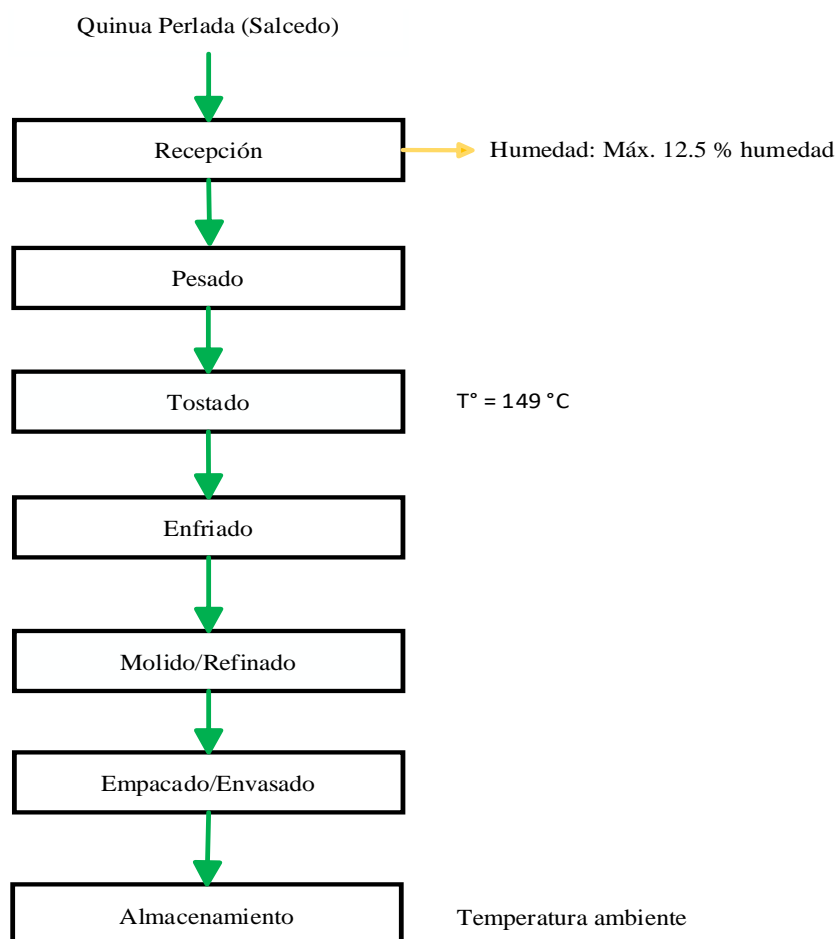 Quinua Perlada (Salcedo)
Recepción
Humedad: Máx. 12.5 % humedad
Pesado
Tostado
T° = 149 °C
Enfriado
Molido/Refinado
Empacado/Envasado
Almacenamiento
Temperatura ambiente